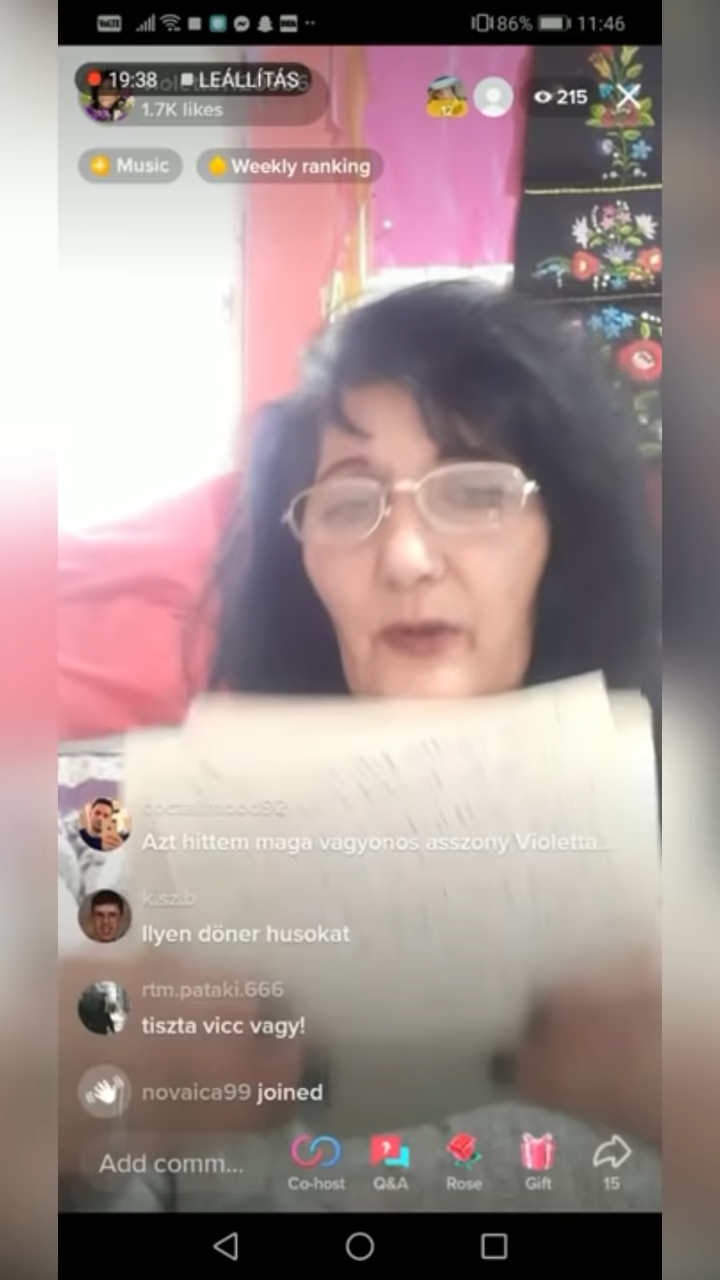 VoLTE
86%
11:46
19:38 LEÁLLÍTÁS
1.7K likes
12
215
Music
Weekly ranking
Azt hittem maga vagyonos asszony Violetta...
k.sz.b
Ilyen döner husokat
rtm.pataki.666
tiszta vicc vagy!
novaica99 joined
Add comm...
Co-host
Q&A
Rose
Gift
15